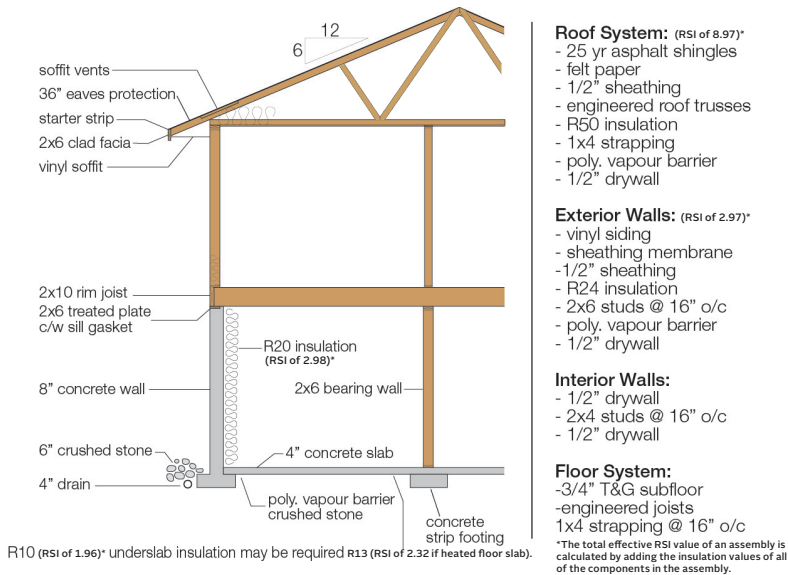 12
6
soffit vents
36” eaves protection
starter strip
2x6 clad facia
vinyl soffit
2x10 rim joist
2x6 treated plate
c/w sill gasket
R20 insulation
(RSI of 2.98)*
8” concrete wall
2x6 bearing wall
6” crushed stone
4” concrete slab
4” drain
poly. vapour barrier
crushed stone
concrete
strip footing
R10 (RSI of 1.96)* underslab insulation may be required R13 (RSI of 2.32 if heated floor slab).
Roof System: (RSI of 8.97)*
- 25 yr asphalt shingles
- felt paper
- 1/2” sheathing
- engineered roof trusses
- R50 insulation
- 1x4 strapping
- poly. vapour barrier
- 1/2” drywall
Exterior Walls: (RSI of 2.97)*
- vinyl siding
- sheathing membrane
-1/2” sheathing
- R24 insulation
- 2x6 studs @ 16” o/c
- poly. vapour barrier
- 1/2” drywall
Interior Walls:
- 1/2” drywall
- 2x4 studs @ 16” o/c
- 1/2” drywall
Floor System:
-3/4” T&G subfloor
-engineered joists
1x4 strapping @ 16” o/c
*The total effective RSI value of an assembly is
calculated by adding the insulation values of all
of the components in the assembly.